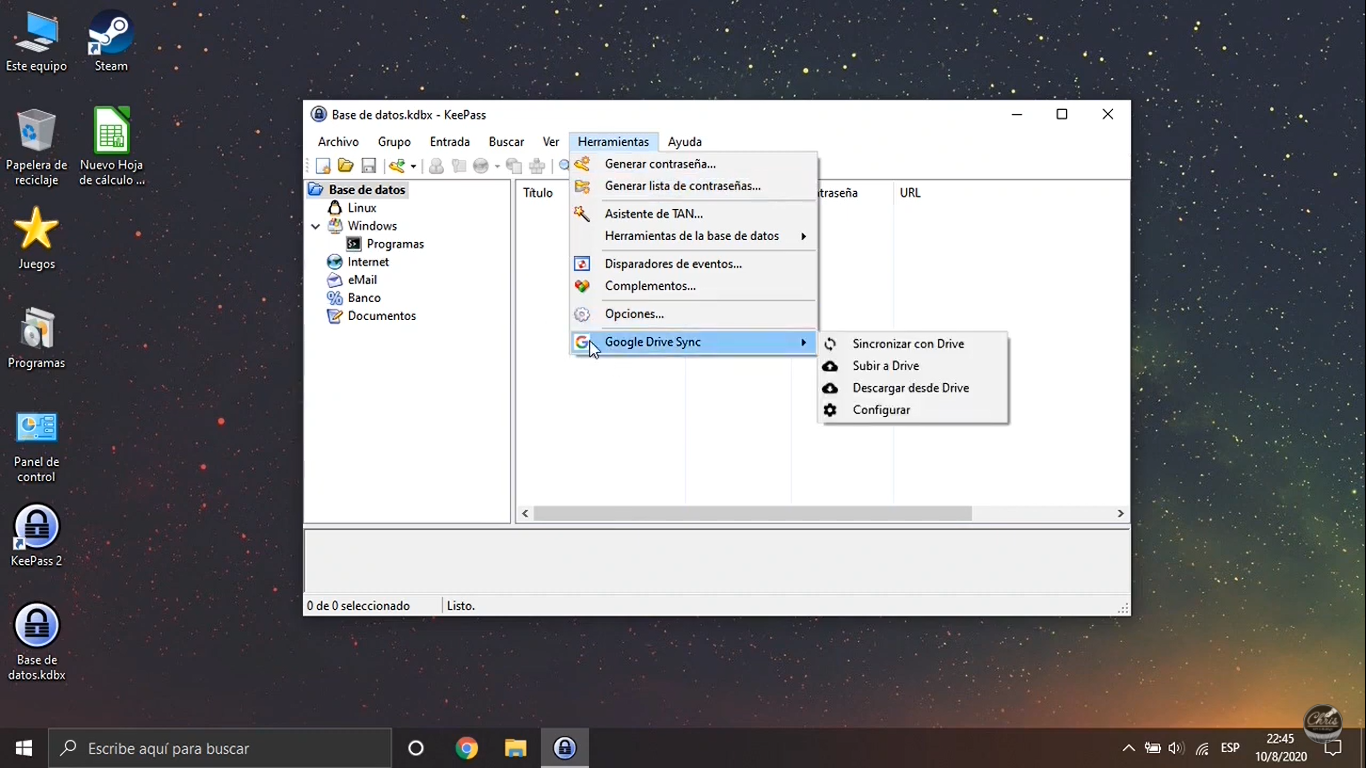 Este equipo
Steam
Papelera de
reciclaje
Nuevo Hoja
de cálculo ...
Juegos
Programas
Panel de
control
KeePass 2
Base de
datos.kdbx
Base de datos.kdbx - KeePass
Archivo Grupo Entrada Buscar Ver Herramientas Ayuda
Base de datos
Linux
Windows
Programas
Internet
eMail
Banco
Documentos
Título
traseña
URL
Generar contraseña...
Generar lista de contraseñas...
Asistente de TAN...
Herramientas de la base de datos
Disparadores de eventos...
Complementos...
Opciones...
Google Drive Sync
Sincronizar con Drive
Subir a Drive
Descargar desde Drive
Configurar
0 de 0 seleccionado
Listo.
Chris
Escribe aquí para buscar
ESP
22:45
10/8/2020